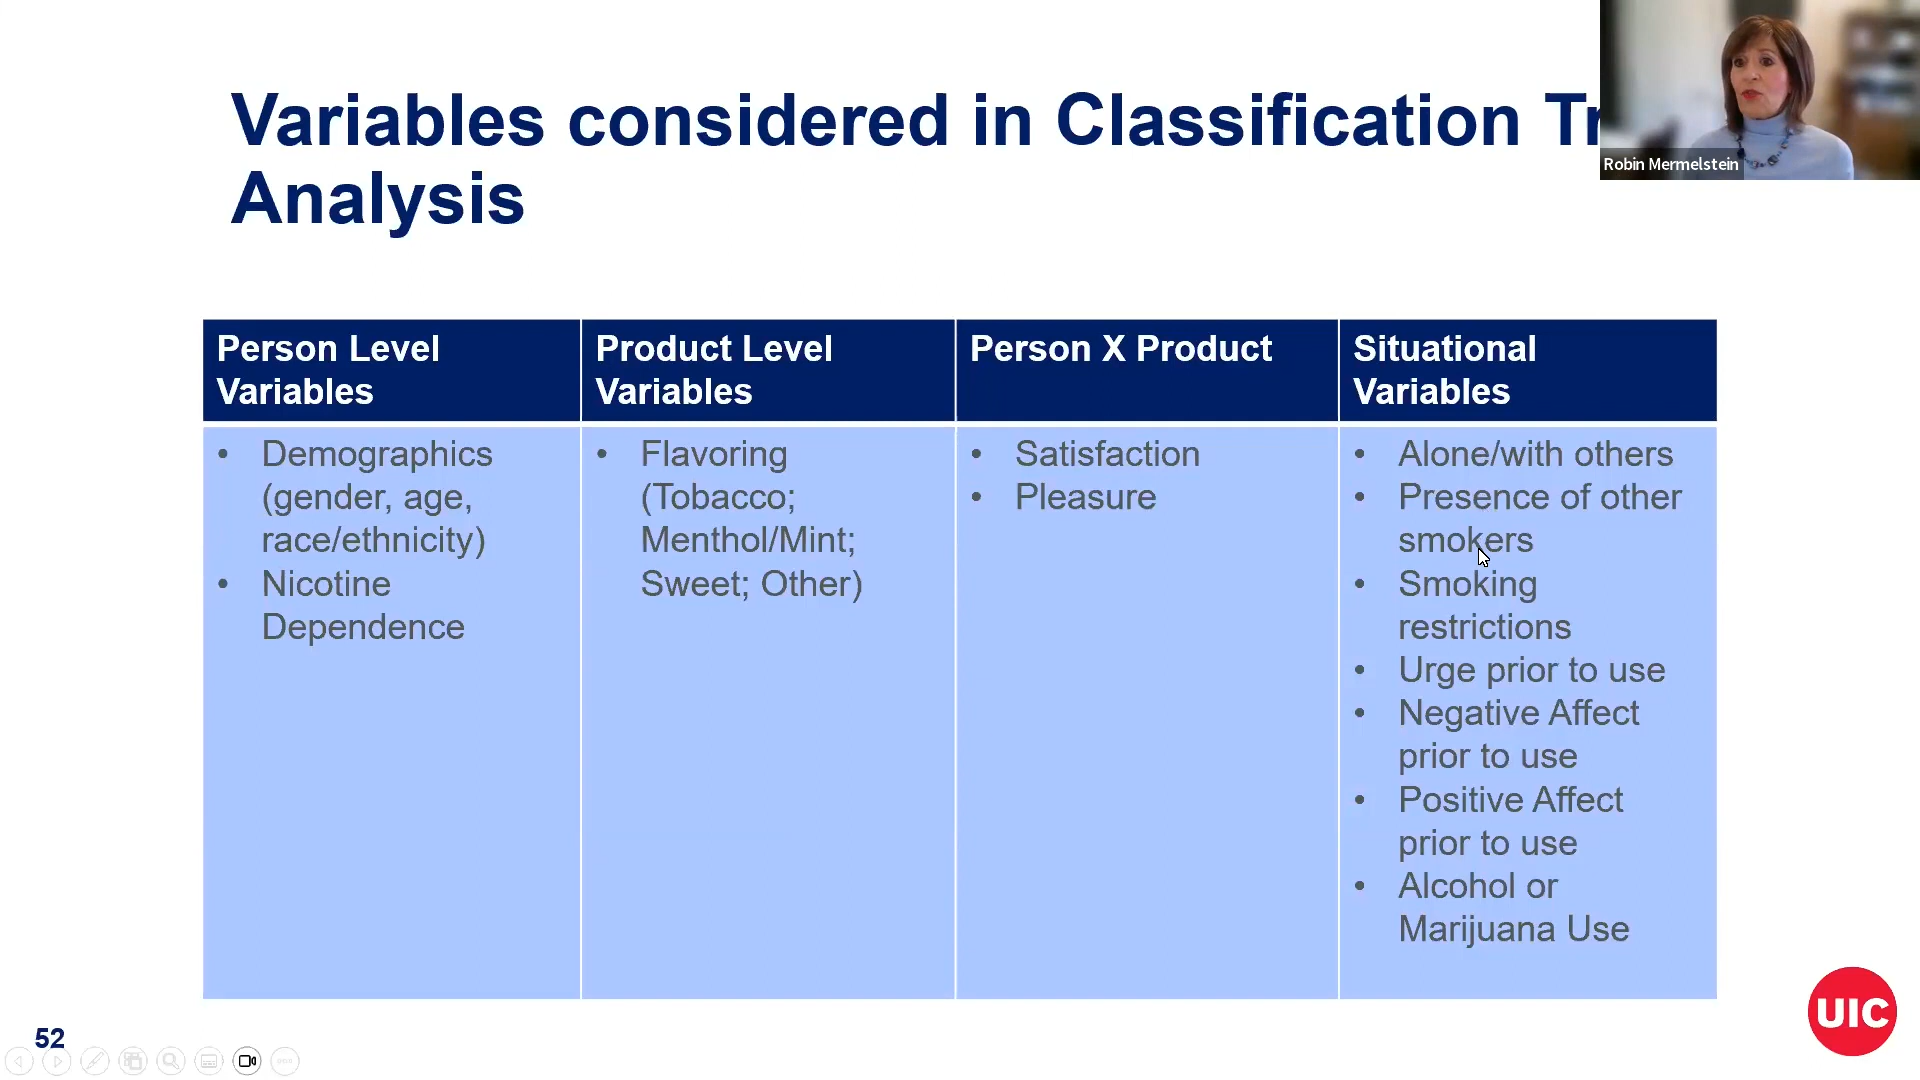 Variables considered in Classification Tr
Analysis
Robin Mermelstein
Person Level
Variables
Product Level
Variables
Person X Product
Situational
Variables
• Demographics
(gender, age,
race/ethnicity)
• Nicotine
Dependence
• Flavoring
(Tobacco;
Menthol/Mint;
Sweet; Other)
• Satisfaction
• Pleasure
• Alone/with others
• Presence of other
smokers
• Smoking
restrictions
• Urge prior to use
• Negative Affect
prior to use
• Positive Affect
prior to use
• Alcohol or
Marijuana Use
52
UIC